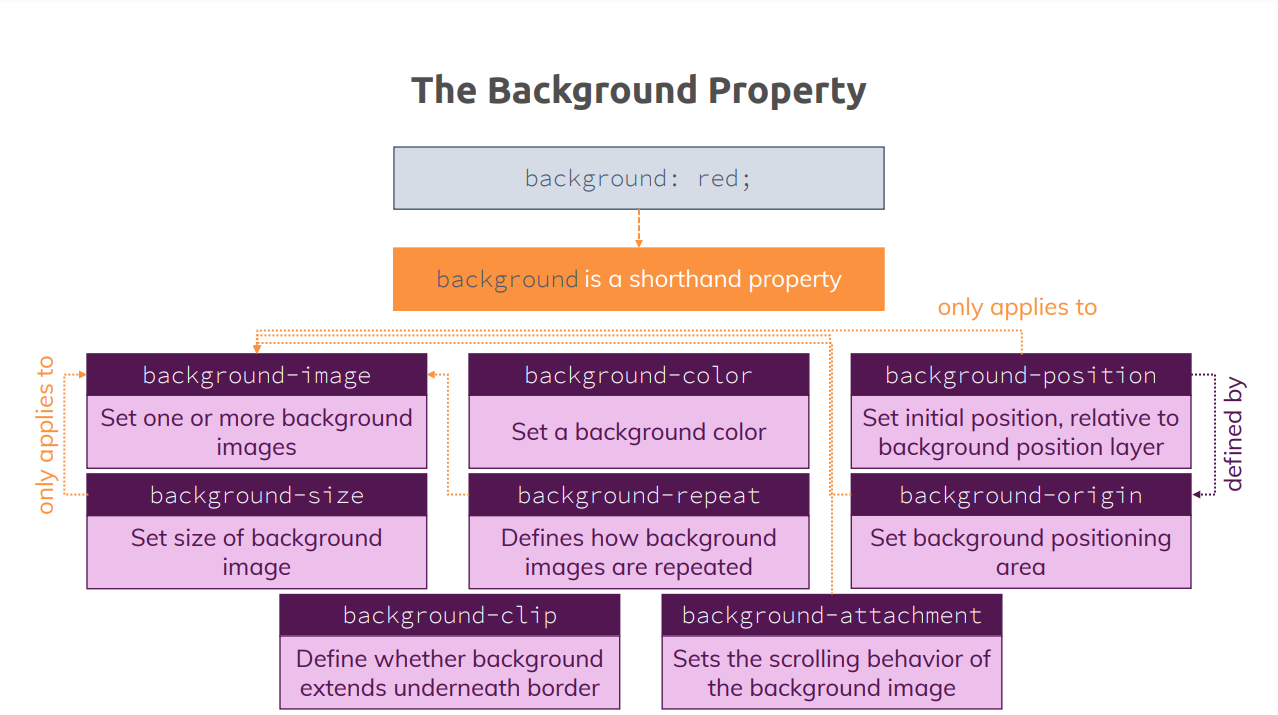 The Background Property
background: red;
background is a shorthand property
only applies to
only applies to
background-image
Set one or more background
images
background-color
Set a background color
background-position
Set initial position, relative to
background position layer
defined by
background-size
Set size of background
image
background-repeat
Defines how background
images are repeated
background-origin
Set background positioning
area
background-clip
Define whether background
extends underneath border
background-attachment
Sets the scrolling behavior of
the background image